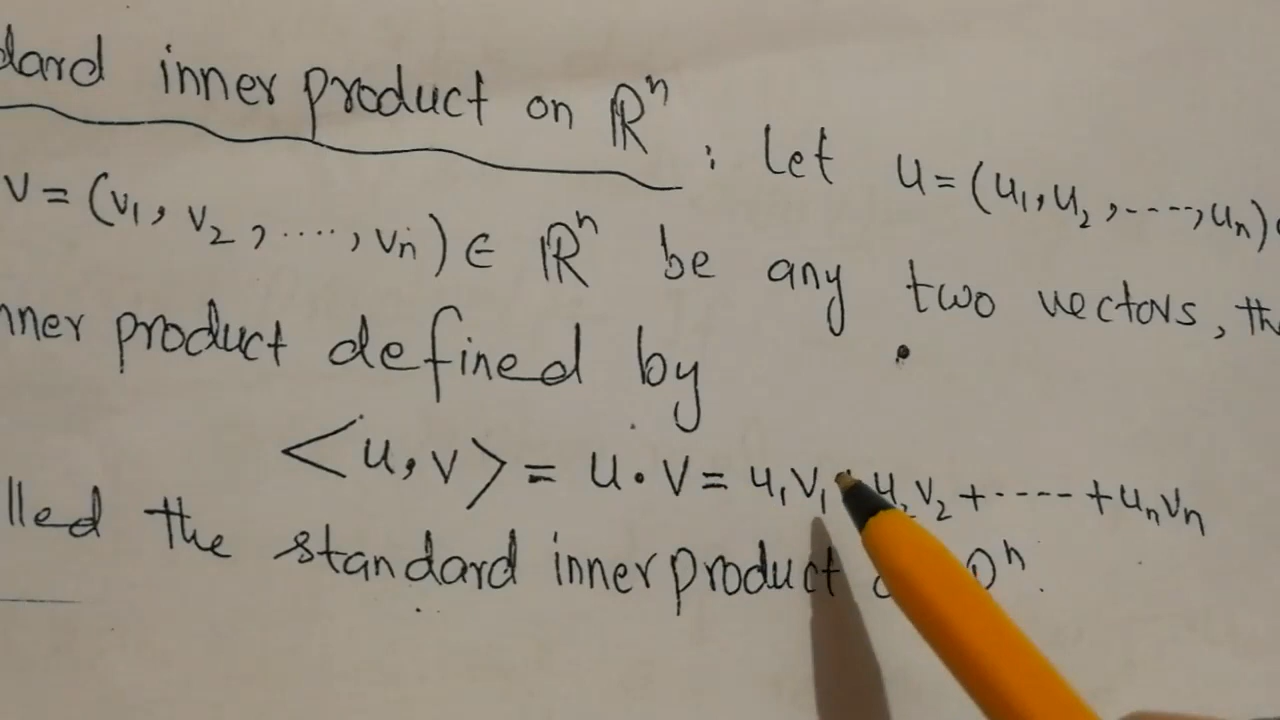 dard inner product on ℝⁿ : Let u = (u₁, u₂, ----, uₙ)
v = (v₁, v₂, ...., vₙ) ∈ ℝⁿ be any two vectors, th
nner product defined by
<u, v> = u · v = u₁v₁ + u₂v₂ + ----- + uₙvₙ
lled the standard inner product ℝⁿ.